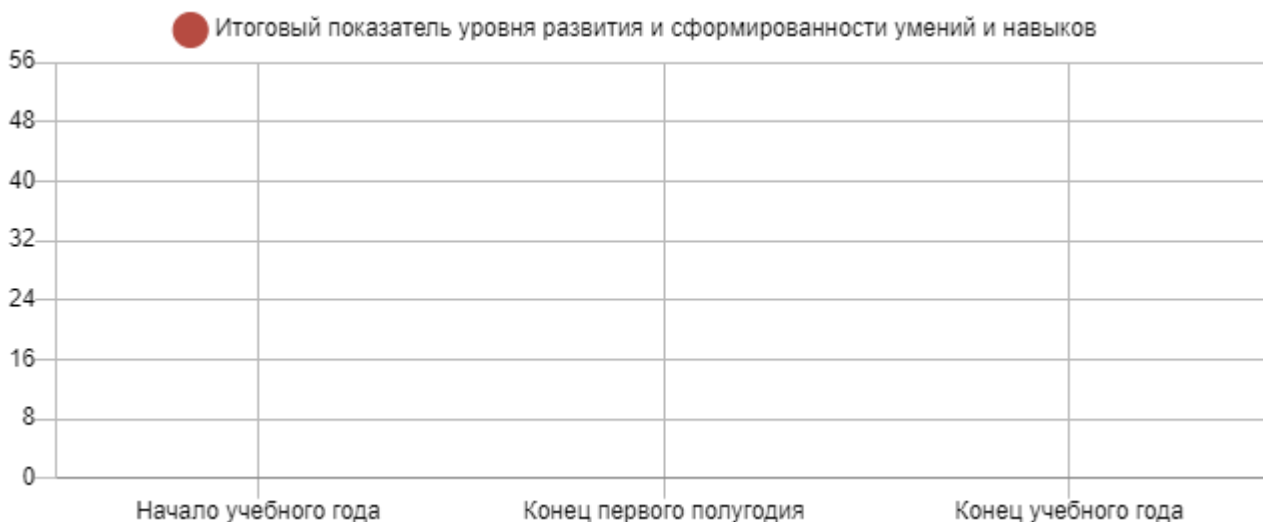 Итоговый показатель уровня развития и сформированности умений и навыков
56
48
40
32
24
16
8
0
Начало учебного года
Конец первого полугодия
Конец учебного года